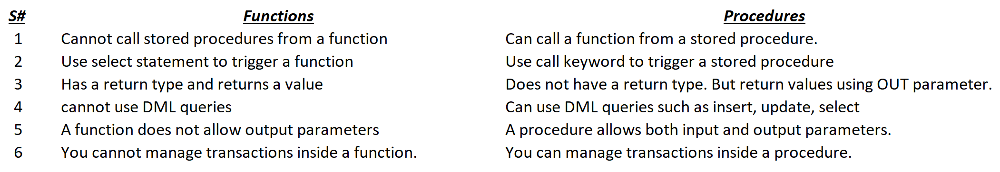 S# Functions Procedures
1 Cannot call stored procedures from a function Can call a function from a stored procedure.
2 Use select statement to trigger a function Use call keyword to trigger a stored procedure
3 Has a return type and returns a value Does not have a return type. But return values using OUT parameter.
4 cannot use DML queries Can use DML queries such as insert, update, select
5 A function does not allow output parameters A procedure allows both input and output parameters.
6 You cannot manage transactions inside a function. You can manage transactions inside a procedure.